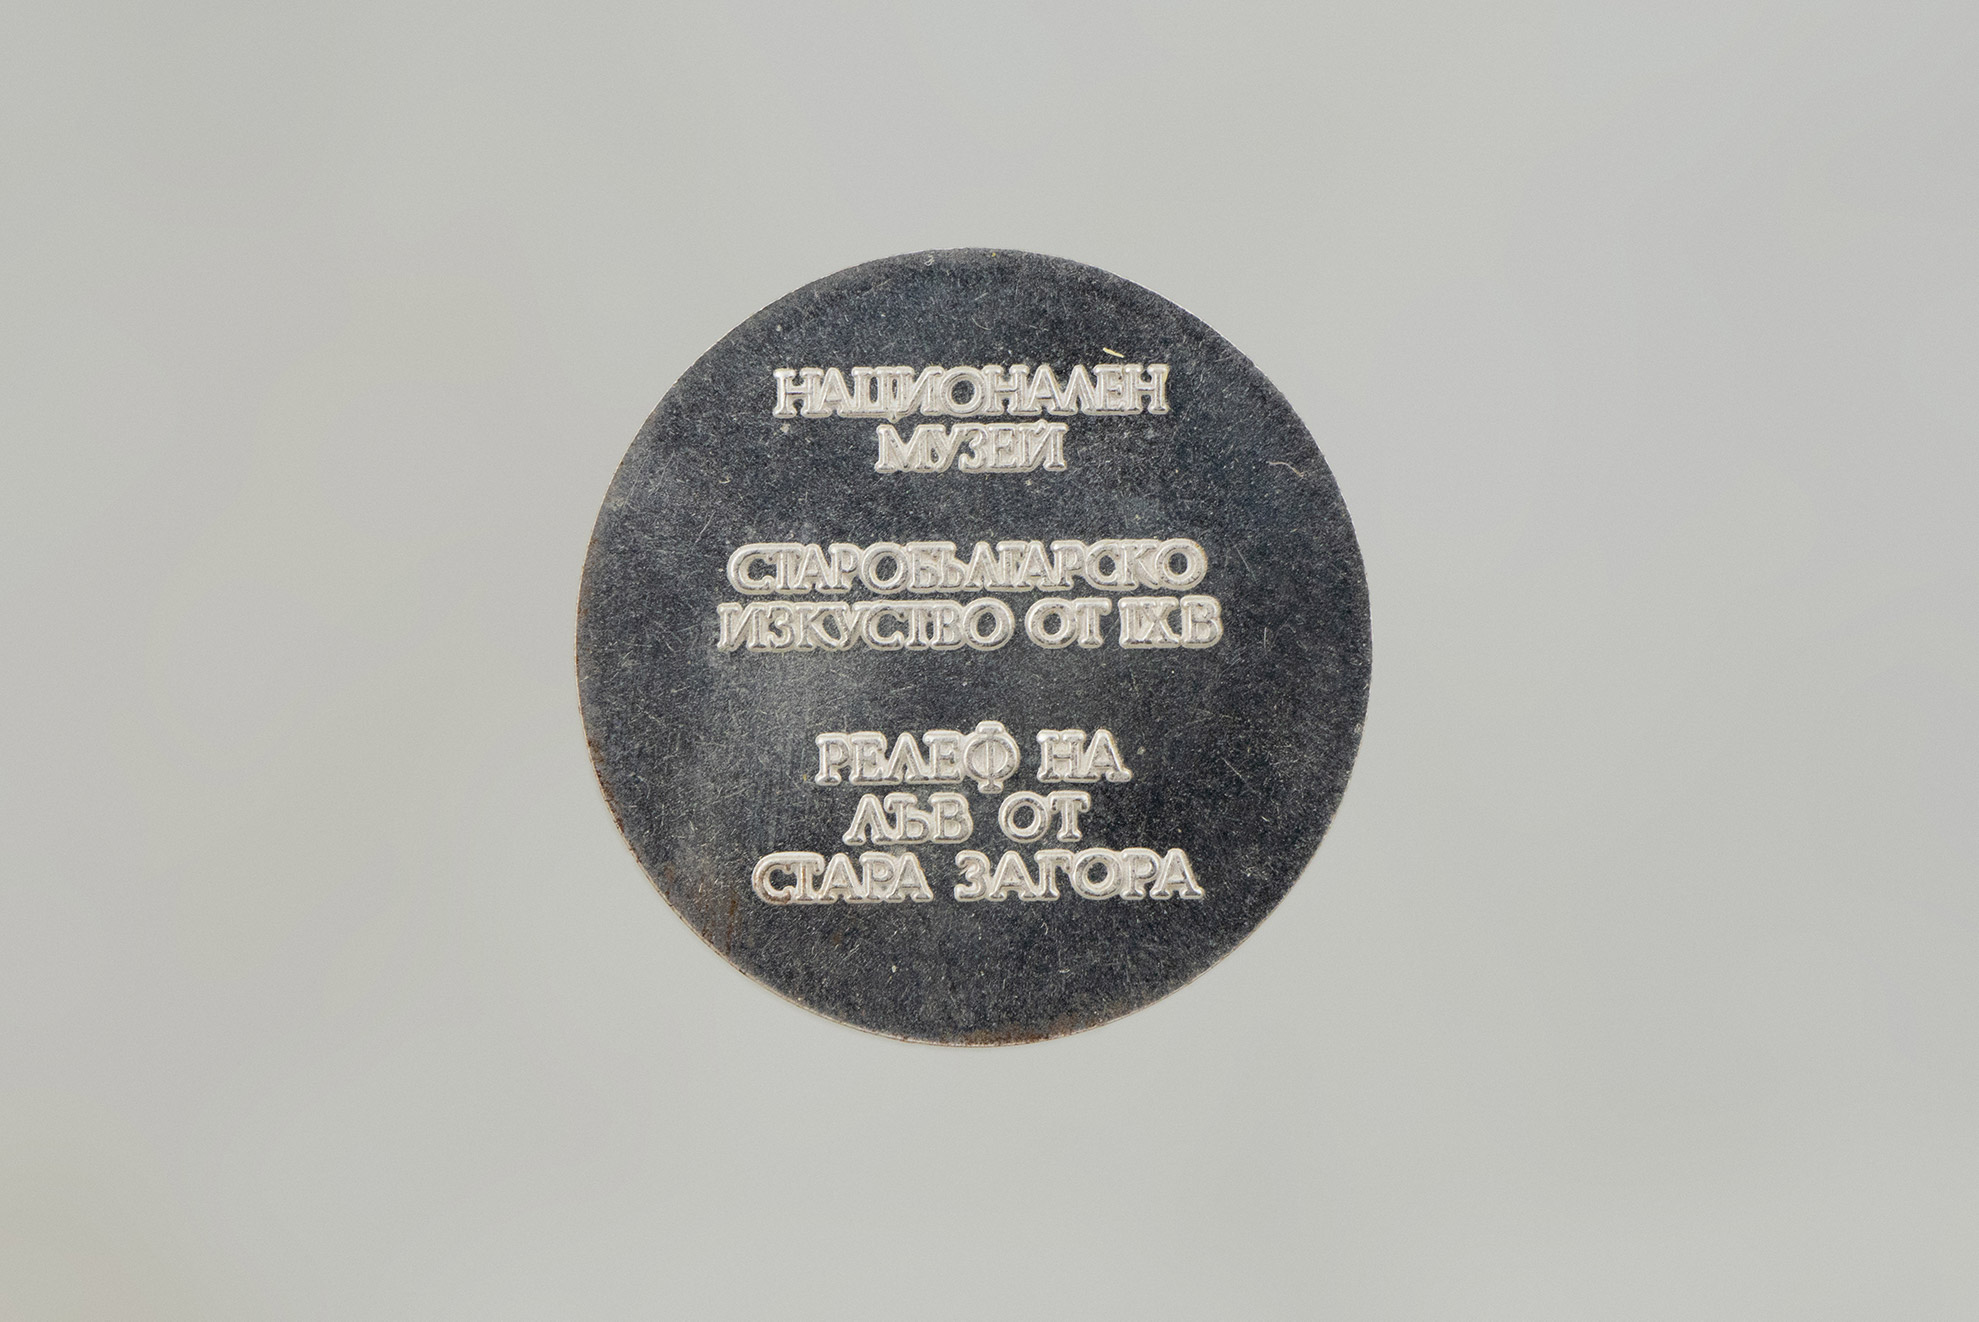 НАЦИОНАЛЕН
МУЗЕЙ
СТАРОБЪЛГАРСКО
ИЗКУСТВО ОТ IX В
РЕЛЕФ НА
ЛЪВ ОТ
СТАРА ЗАГОРА